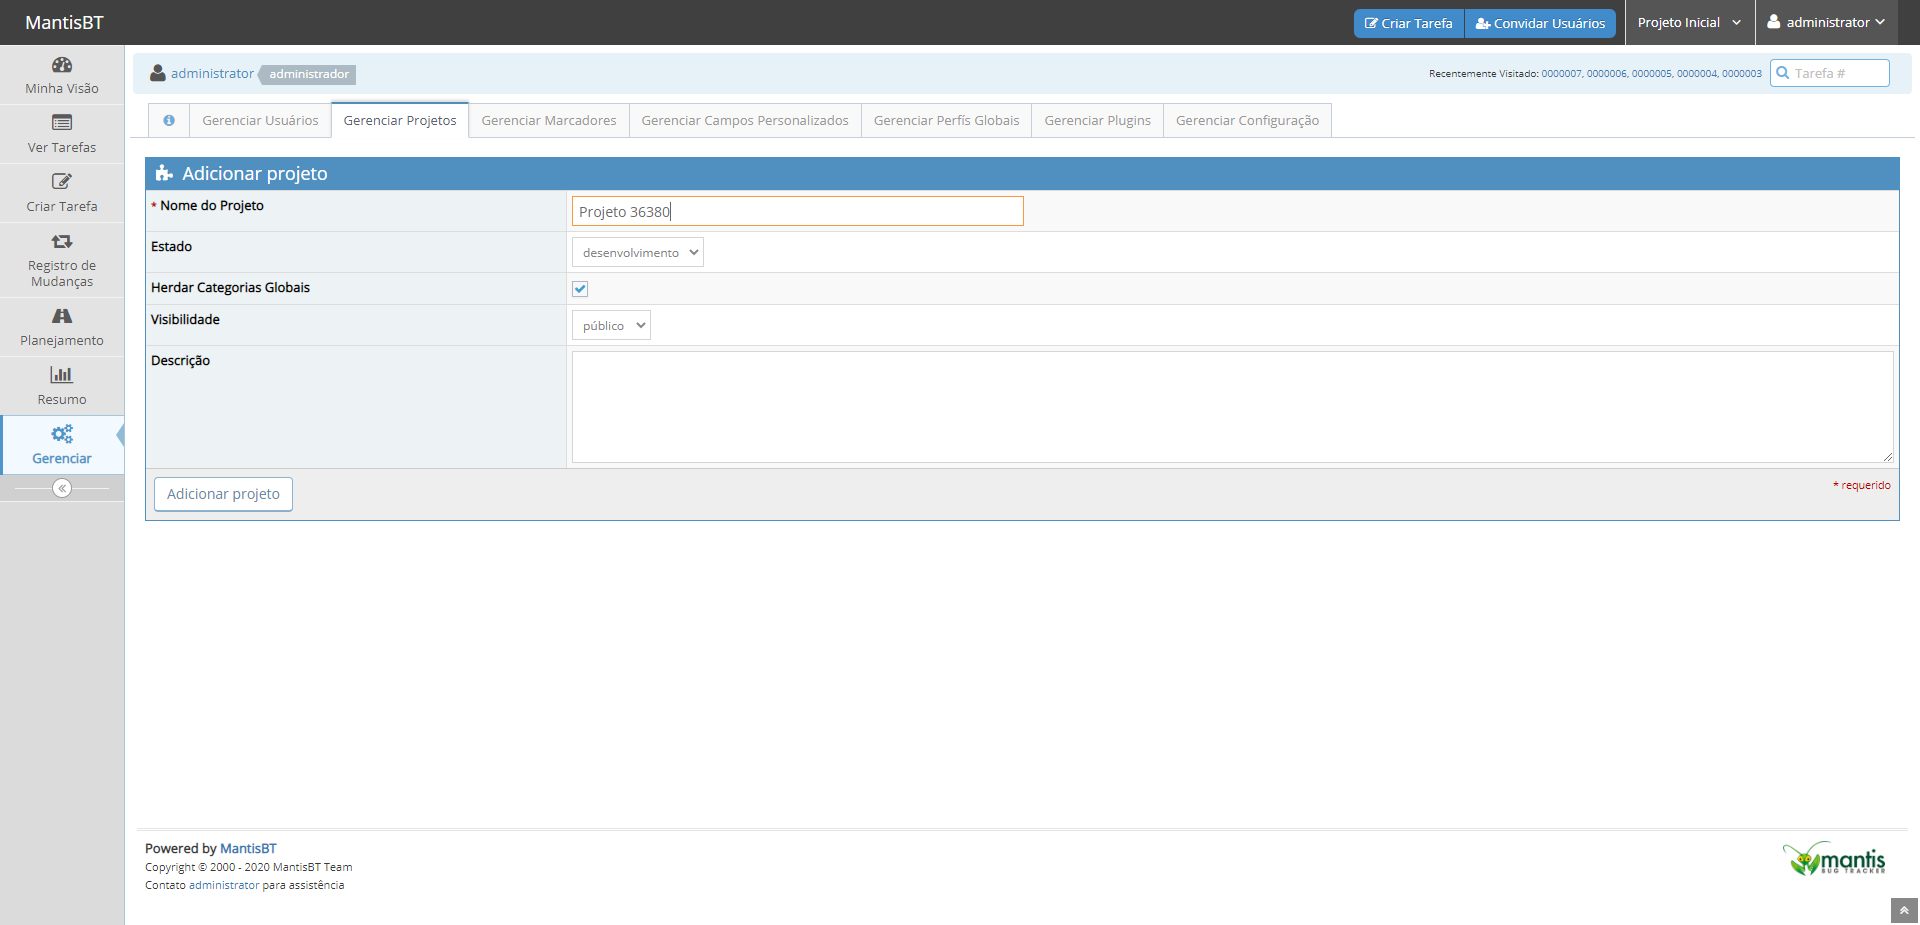 MantisBT
Criar Tarefa
Convidar Usuários
Projeto Inicial
administrator
Minha Visão
Ver Tarefas
Criar Tarefa
Registro de
Mudanças
Planejamento
Resumo
Gerenciar
administrator administrador
Recentemente Visitado: 0000007, 0000006, 0000005, 0000004, 0000003
Tarefa #
Gerenciar Usuários
Gerenciar Projetos
Gerenciar Marcadores
Gerenciar Campos Personalizados
Gerenciar Perfís Globais
Gerenciar Plugins
Gerenciar Configuração
Adicionar projeto
* Nome do Projeto
Projeto 36380
Estado
desenvolvimento
Herdar Categorias Globais
Visibilidade
público
Descrição
Adicionar projeto
* requerido
Powered by MantisBT
Copyright © 2000 - 2020 MantisBT Team
Contato administrator para assistência
mantis
BUG TRACKER